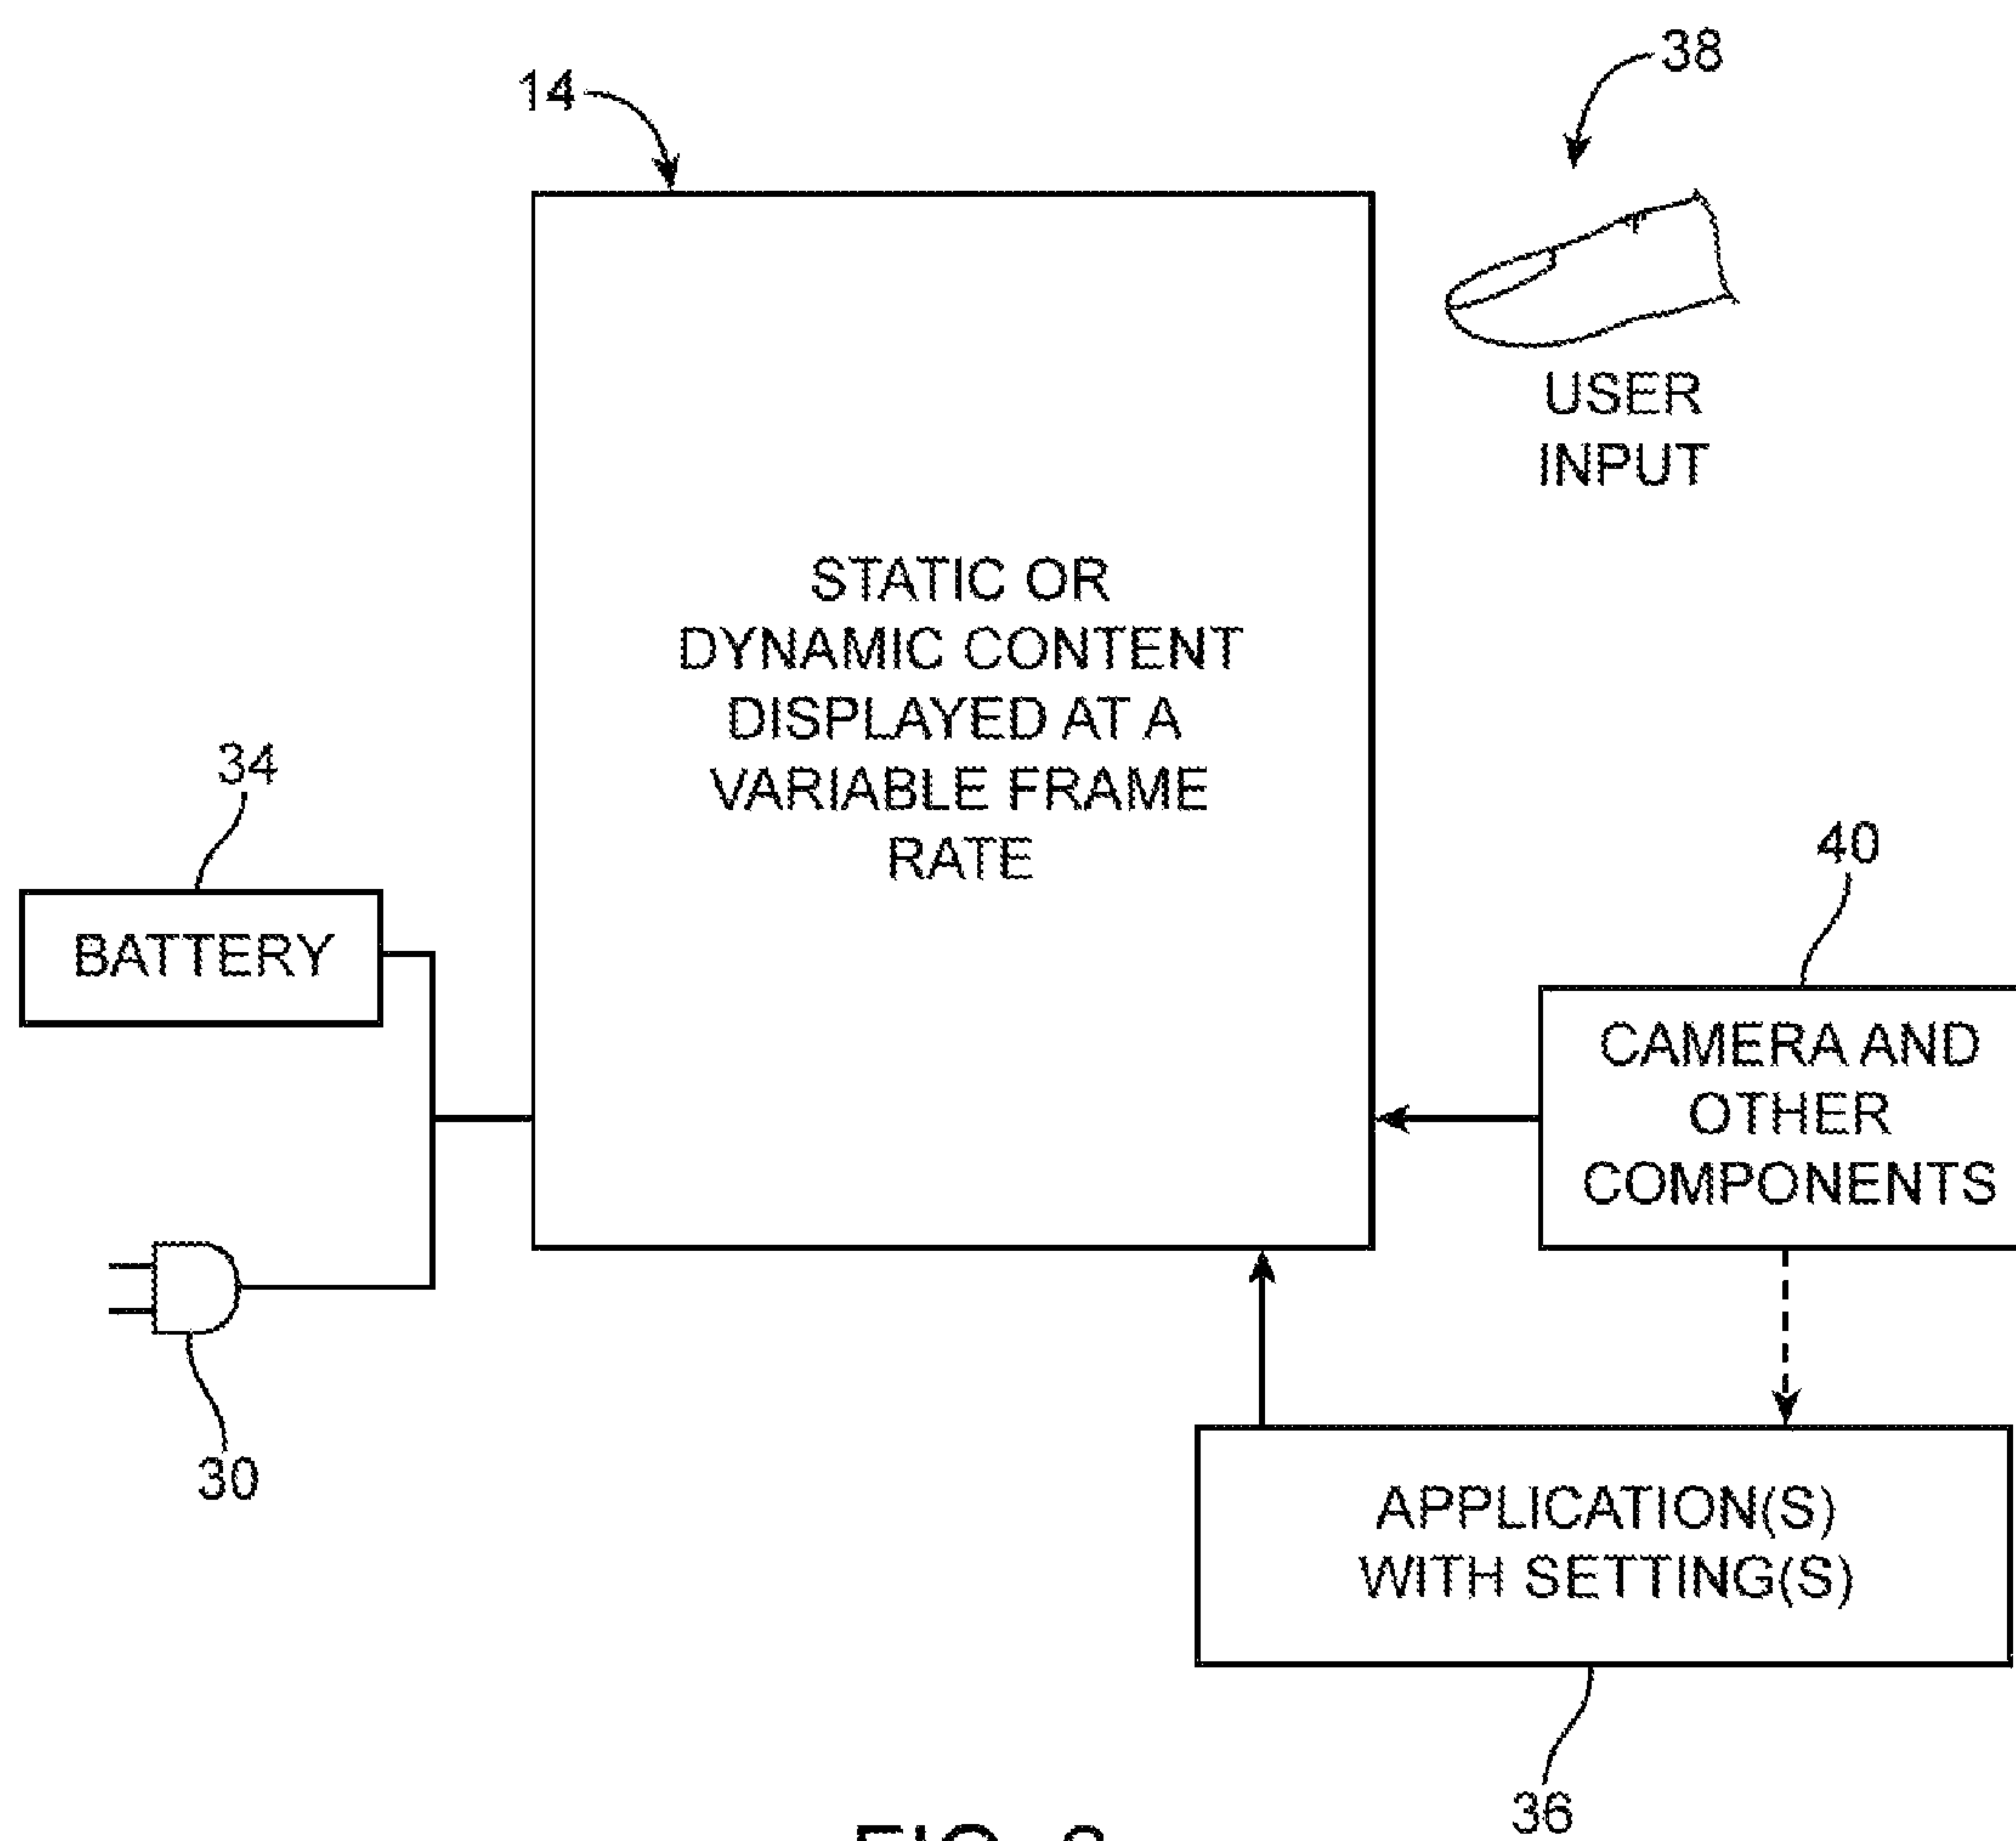 14
38
USER
INPUT
STATIC OR
DYNAMIC CONTENT
DISPLAYED AT A
VARIABLE FRAME
RATE
34
BATTERY
40
CAMERA AND
OTHER
COMPONENTS
30
APPLICATION(S)
WITH SETTING(S)
36
FIG.